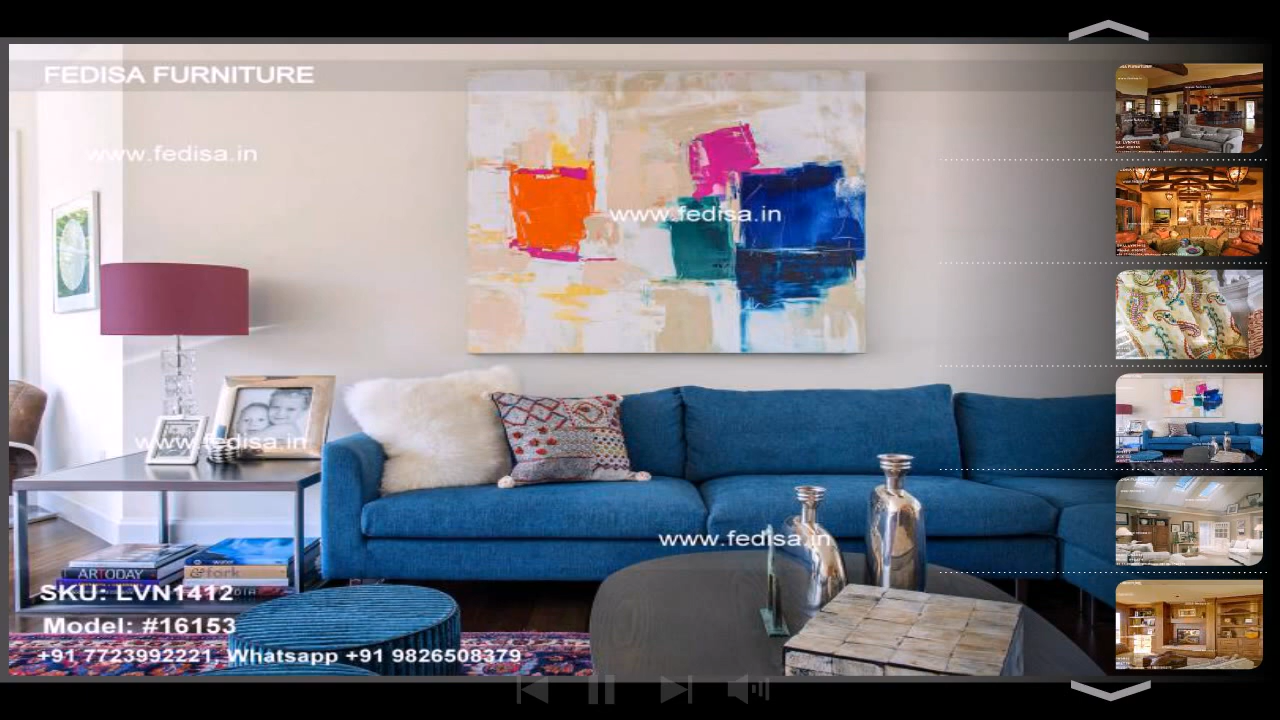 FEDISA FURNITURE
www.fedisa.in
www.fedisa.in
www.fedisa.in
www.fedisa.in
ARTODAY
&fork
SKU: LVN1412
Model: #16153
+91 7723992221, Whatsapp +91 9826508379